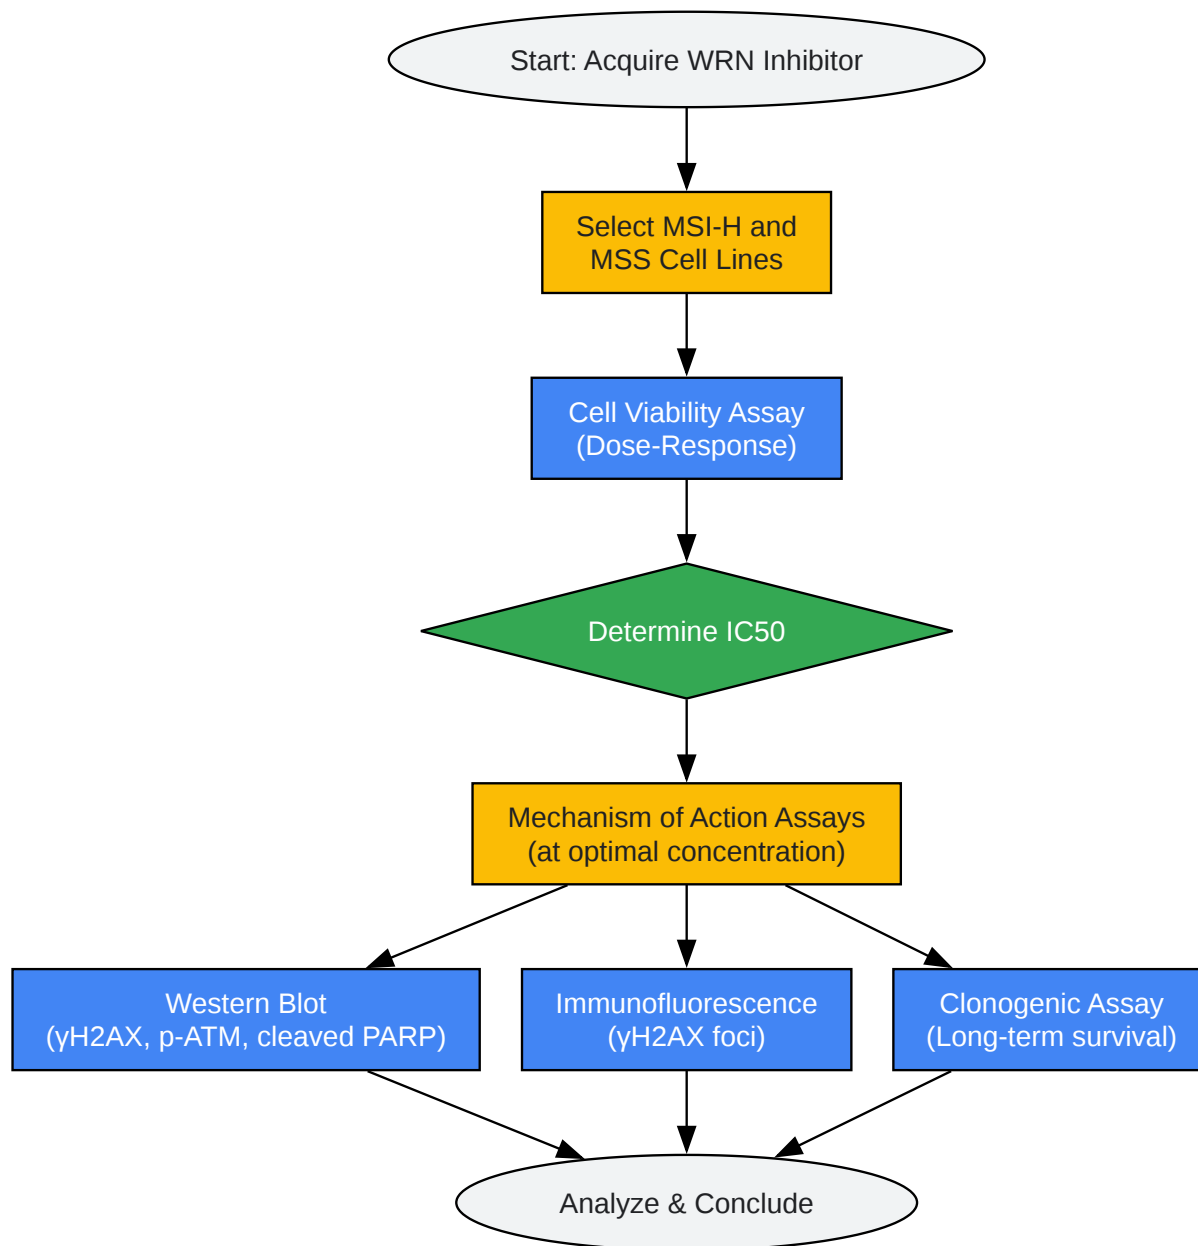 Start: Acquire WRN Inhibitor
Select MSI-H and
MSS Cell Lines
Cell Viability Assay
(Dose-Response)
Determine IC50
Mechanism of Action Assays
(at optimal concentration)
Western Blot
(γH2AX, p-ATM, cleaved PARP)
Immunofluorescence
(γH2AX foci)
Clonogenic Assay
(Long-term survival)
Analyze & Conclude